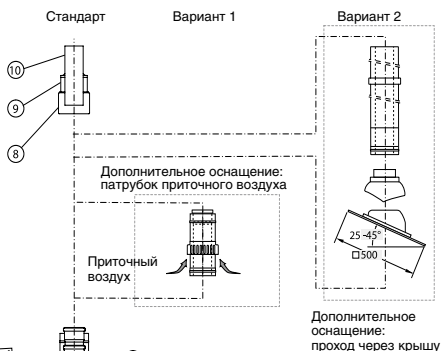 Стандарт
Вариант 1
Вариант 2
10
9
8
Дополнительное оснащение:
патрубок приточного воздуха
Приточный
воздух
25 -45°
□500
Дополнительное
оснащение:
проход через крышу